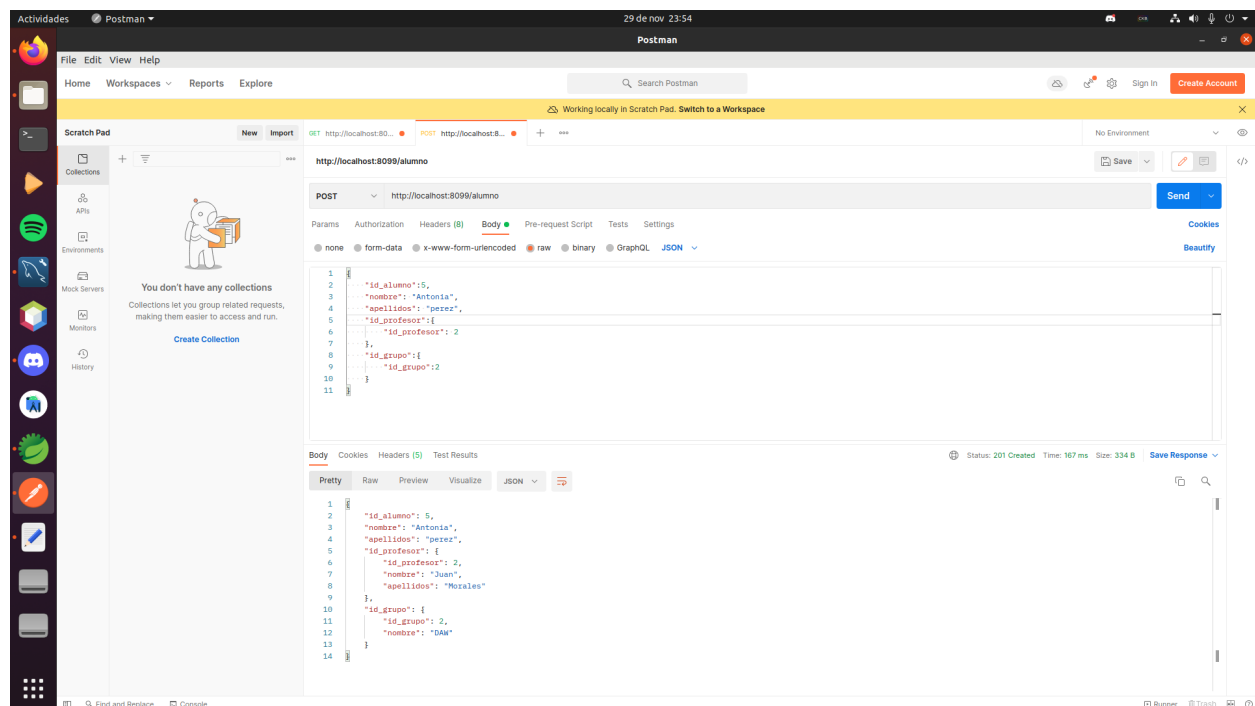 Actividades Postman 29 de nov 23:54
Postman
File Edit View Help
Home Workspaces Reports Explore Search Postman Sign In Create Account
Working locally in Scratch Pad. Switch to a Workspace
Scratch Pad New Import GET http://localhost:80... POST http://localhost:8... No Environment
Collections
APIs
Environments
Mock Servers
Monitors
History
You don't have any collections
Collections let you group related requests,
making them easier to access and run.
Create Collection
http://localhost:8099/alumno Save
POST http://localhost:8099/alumno Send
Params Authorization Headers (8) Body Pre-request Script Tests Settings Cookies
none form-data x-www-form-urlencoded raw binary GraphQL JSON Beautify
1 {
2 "id_alumno":5,
3 "nombre": "Antonia",
4 "apellidos": "perez",
5 "id_profesor":{
6 "id_profesor": 2
7 },
8 "id_grupo":{
9 "id_grupo":2
10 }
11 }
Body Cookies Headers (5) Test Results Status: 201 Created Time: 167 ms Size: 334 B Save Response
Pretty Raw Preview Visualize JSON
1 {
2 "id_alumno": 5,
3 "nombre": "Antonia",
4 "apellidos": "perez",
5 "id_profesor": {
6 "id_profesor": 2,
7 "nombre": "Juan",
8 "apellidos": "Morales"
9 },
10 "id_grupo": {
11 "id_grupo": 2,
12 "nombre": "DAW"
13 }
14 }
Find and Replace Console Runner Trash